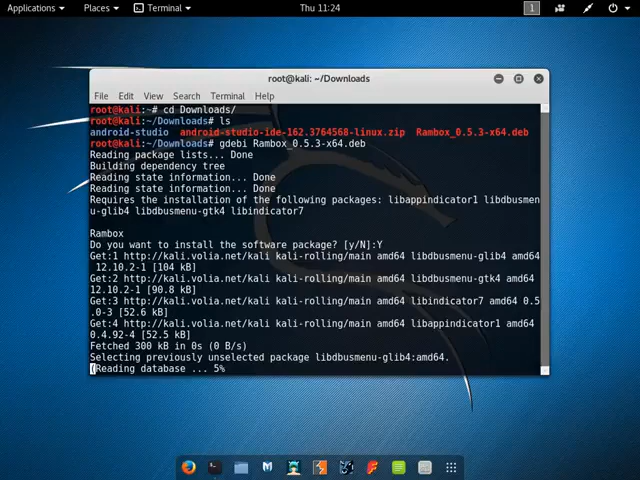 Applications
Places
Terminal
Thu 11:24
1
root@kali: ~/Downloads
File Edit View Search Terminal Help
root@kali:~# cd Downloads/
root@kali:~/Downloads# ls
android-studio android-studio-ide-162.3764568-linux.zip Rambox_0.5.3-x64.deb
root@kali:~/Downloads# gdebi Rambox_0.5.3-x64.deb
Reading package lists... Done
Building dependency tree
Reading state information... Done
Reading state information... Done
Requires the installation of the following packages: libappindicator1 libdbusmen
u-glib4 libdbusmenu-gtk4 libindicator7
Rambox
Do you want to install the software package? [y/N]:Y
Get:1 http://kali.volia.net/kali kali-rolling/main amd64 libdbusmenu-glib4 amd64
12.10.2-1 [104 kB]
Get:2 http://kali.volia.net/kali kali-rolling/main amd64 libdbusmenu-gtk4 amd64
12.10.2-1 [90.8 kB]
Get:3 http://kali.volia.net/kali kali-rolling/main amd64 libindicator7 amd64 0.5
.0-3 [52.6 kB]
Get:4 http://kali.volia.net/kali kali-rolling/main amd64 libappindicator1 amd64
0.4.92-4 [52.5 kB]
Fetched 300 kB in 0s (0 B/s)
Selecting previously unselected package libdbusmenu-glib4:amd64.
(Reading database ... 5%